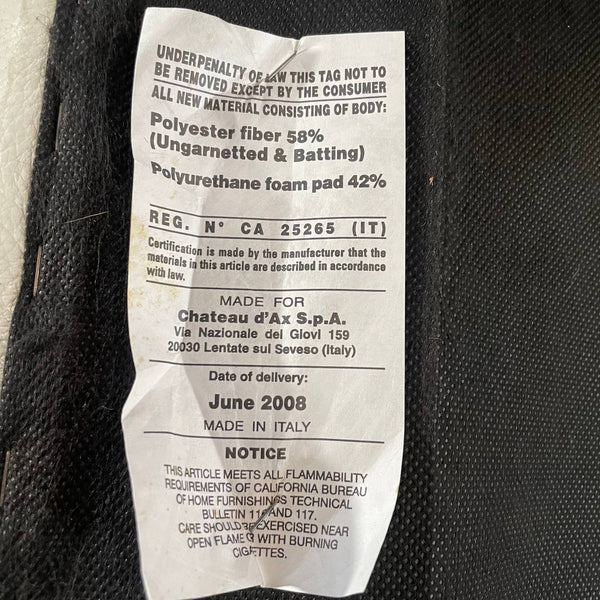 UNDER PENALTY OF LAW THIS TAG NOT TO
BE REMOVED EXCEPT BY THE CONSUMER
ALL NEW MATERIAL CONSISTING OF BODY:
Polyester fiber 58%
(Ungarnetted & Batting)
Polyurethane foam pad 42%
REG. N° CA 25265 (IT)
Certification is made by the manufacturer that the
materials in this article are described in accordance
with law.
MADE FOR
Chateau d'Ax S.p.A.
Via Nazionale dei Giovi 159
20030 Lentate sul Seveso (Italy)
Date of delivery:
June 2008
MADE IN ITALY
NOTICE
THIS ARTICLE MEETS ALL FLAMMABILITY
REQUIREMENTS OF CALIFORNIA BUREAU
OF HOME FURNISHINGS TECHNICAL
BULLETIN 116 AND 117.
CARE SHOULD BE EXERCISED NEAR
OPEN FLAME WITH BURNING
CIGARETTES.